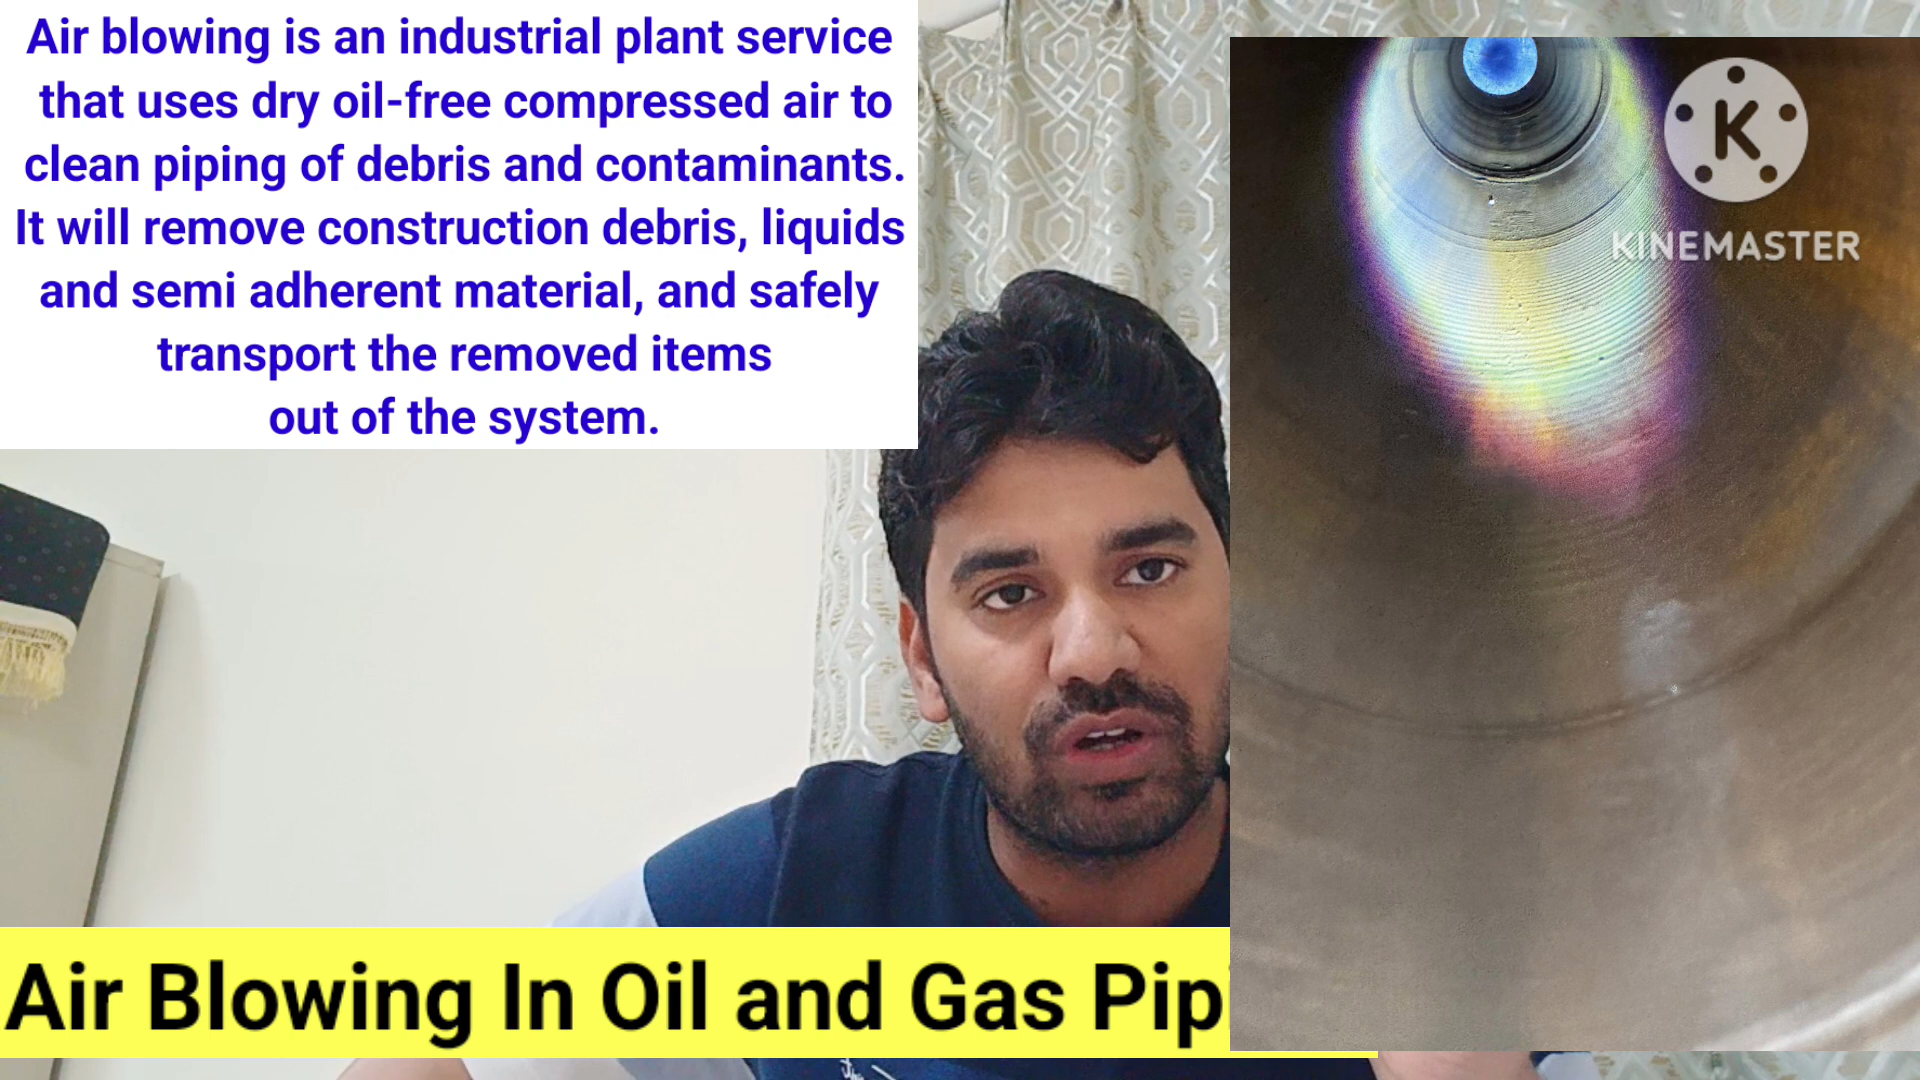 Air blowing is an industrial plant service
that uses dry oil-free compressed air to
clean piping of debris and contaminants.
It will remove construction debris, liquids
and semi adherent material, and safely
transport the removed items
out of the system.
K
KINEMASTER
Air Blowing In Oil and Gas